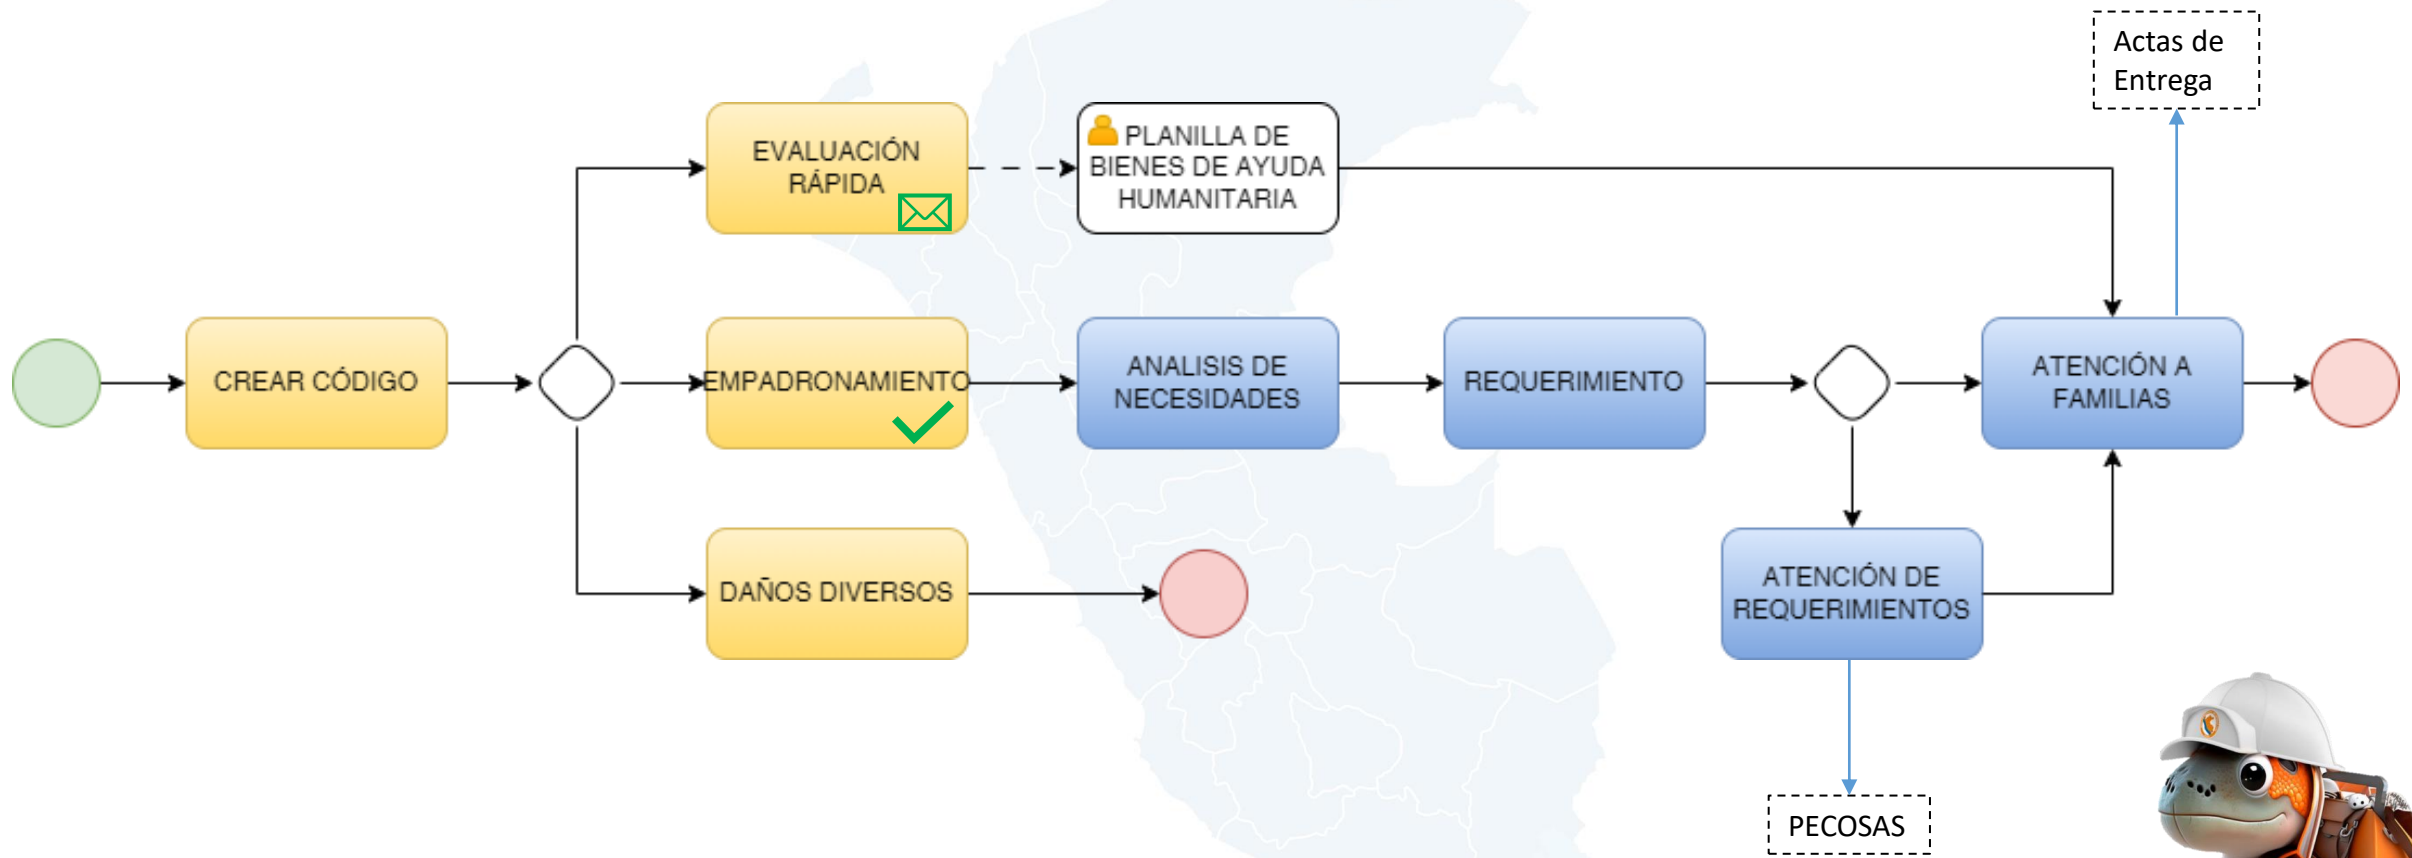 Actas de
Entrega
EVALUACIÓN
RÁPIDA
PLANILLA DE
BIENES DE AYUDA
HUMANITARIA
CREAR CÓDIGO
EMPADRONAMIENTO
ANALISIS DE
NECESIDADES
REQUERIMIENTO
ATENCIÓN A
FAMILIAS
DAÑOS DIVERSOS
ATENCIÓN DE
REQUERIMIENTOS
PECOSAS